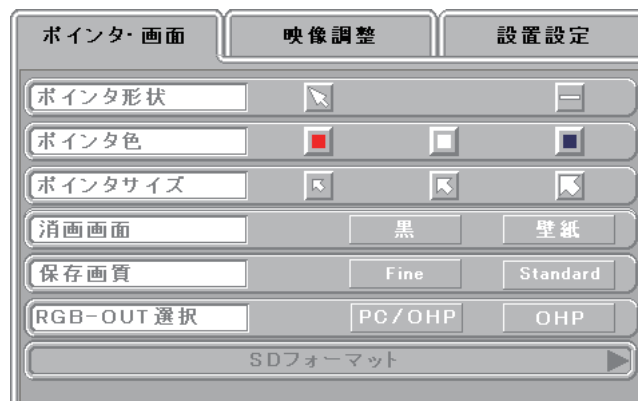 ポインタ・画面 映像調整 設置設定
ポインタ形状
ポインタ色
ポインタサイズ
消画画面 黒 壁紙
保存画質 Fine Standard
RGB-OUT選択 PC/OHP OHP
SDフォーマット